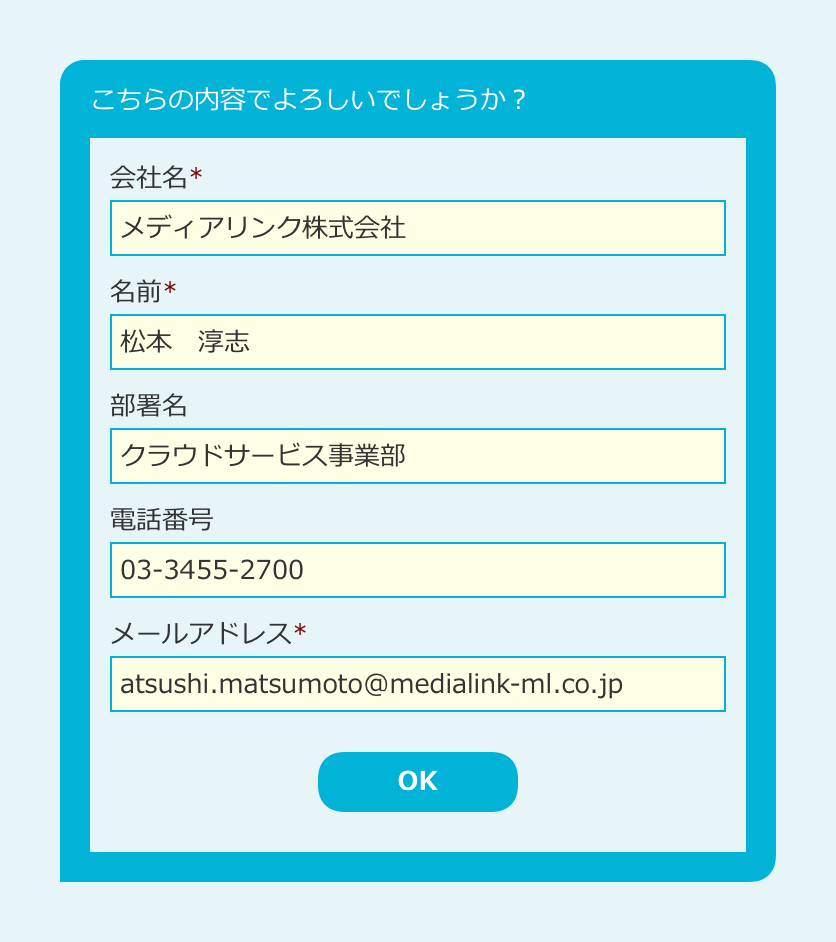 こちらの内容でよろしいでしょうか？
会社名*
メディアリンク株式会社
名前*
松本　淳志
部署名
クラウドサービス事業部
電話番号
03-3455-2700
メールアドレス*
atsushi.matsumoto@medialink-ml.co.jp
OK